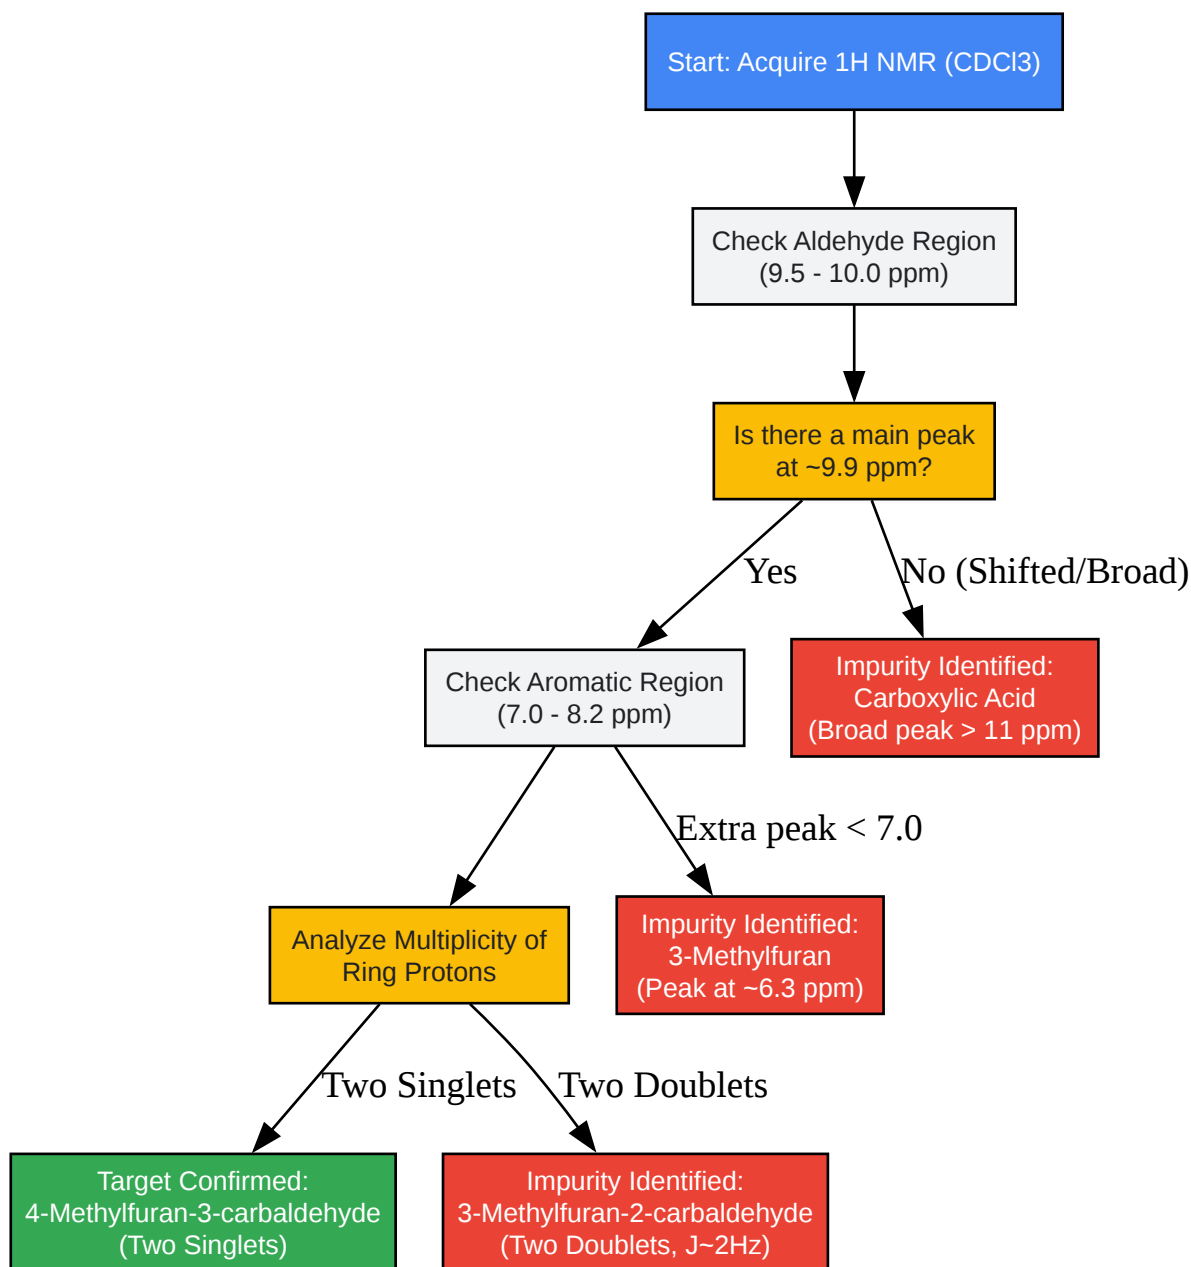 Start: Acquire 1H NMR (CDCl3)
Check Aldehyde Region
(9.5 - 10.0 ppm)
Is there a main peak
at ~9.9 ppm?
Yes
No (Shifted/Broad)
Check Aromatic Region
(7.0 - 8.2 ppm)
Impurity Identified:
Carboxylic Acid
(Broad peak > 11 ppm)
Extra peak < 7.0
Analyze Multiplicity of
Ring Protons
Impurity Identified:
3-Methylfuran
(Peak at ~6.3 ppm)
Two Singlets
Two Doublets
Target Confirmed:
4-Methylfuran-3-carbaldehyde
(Two Singlets)
Impurity Identified:
3-Methylfuran-2-carbaldehyde
(Two Doublets, J~2Hz)